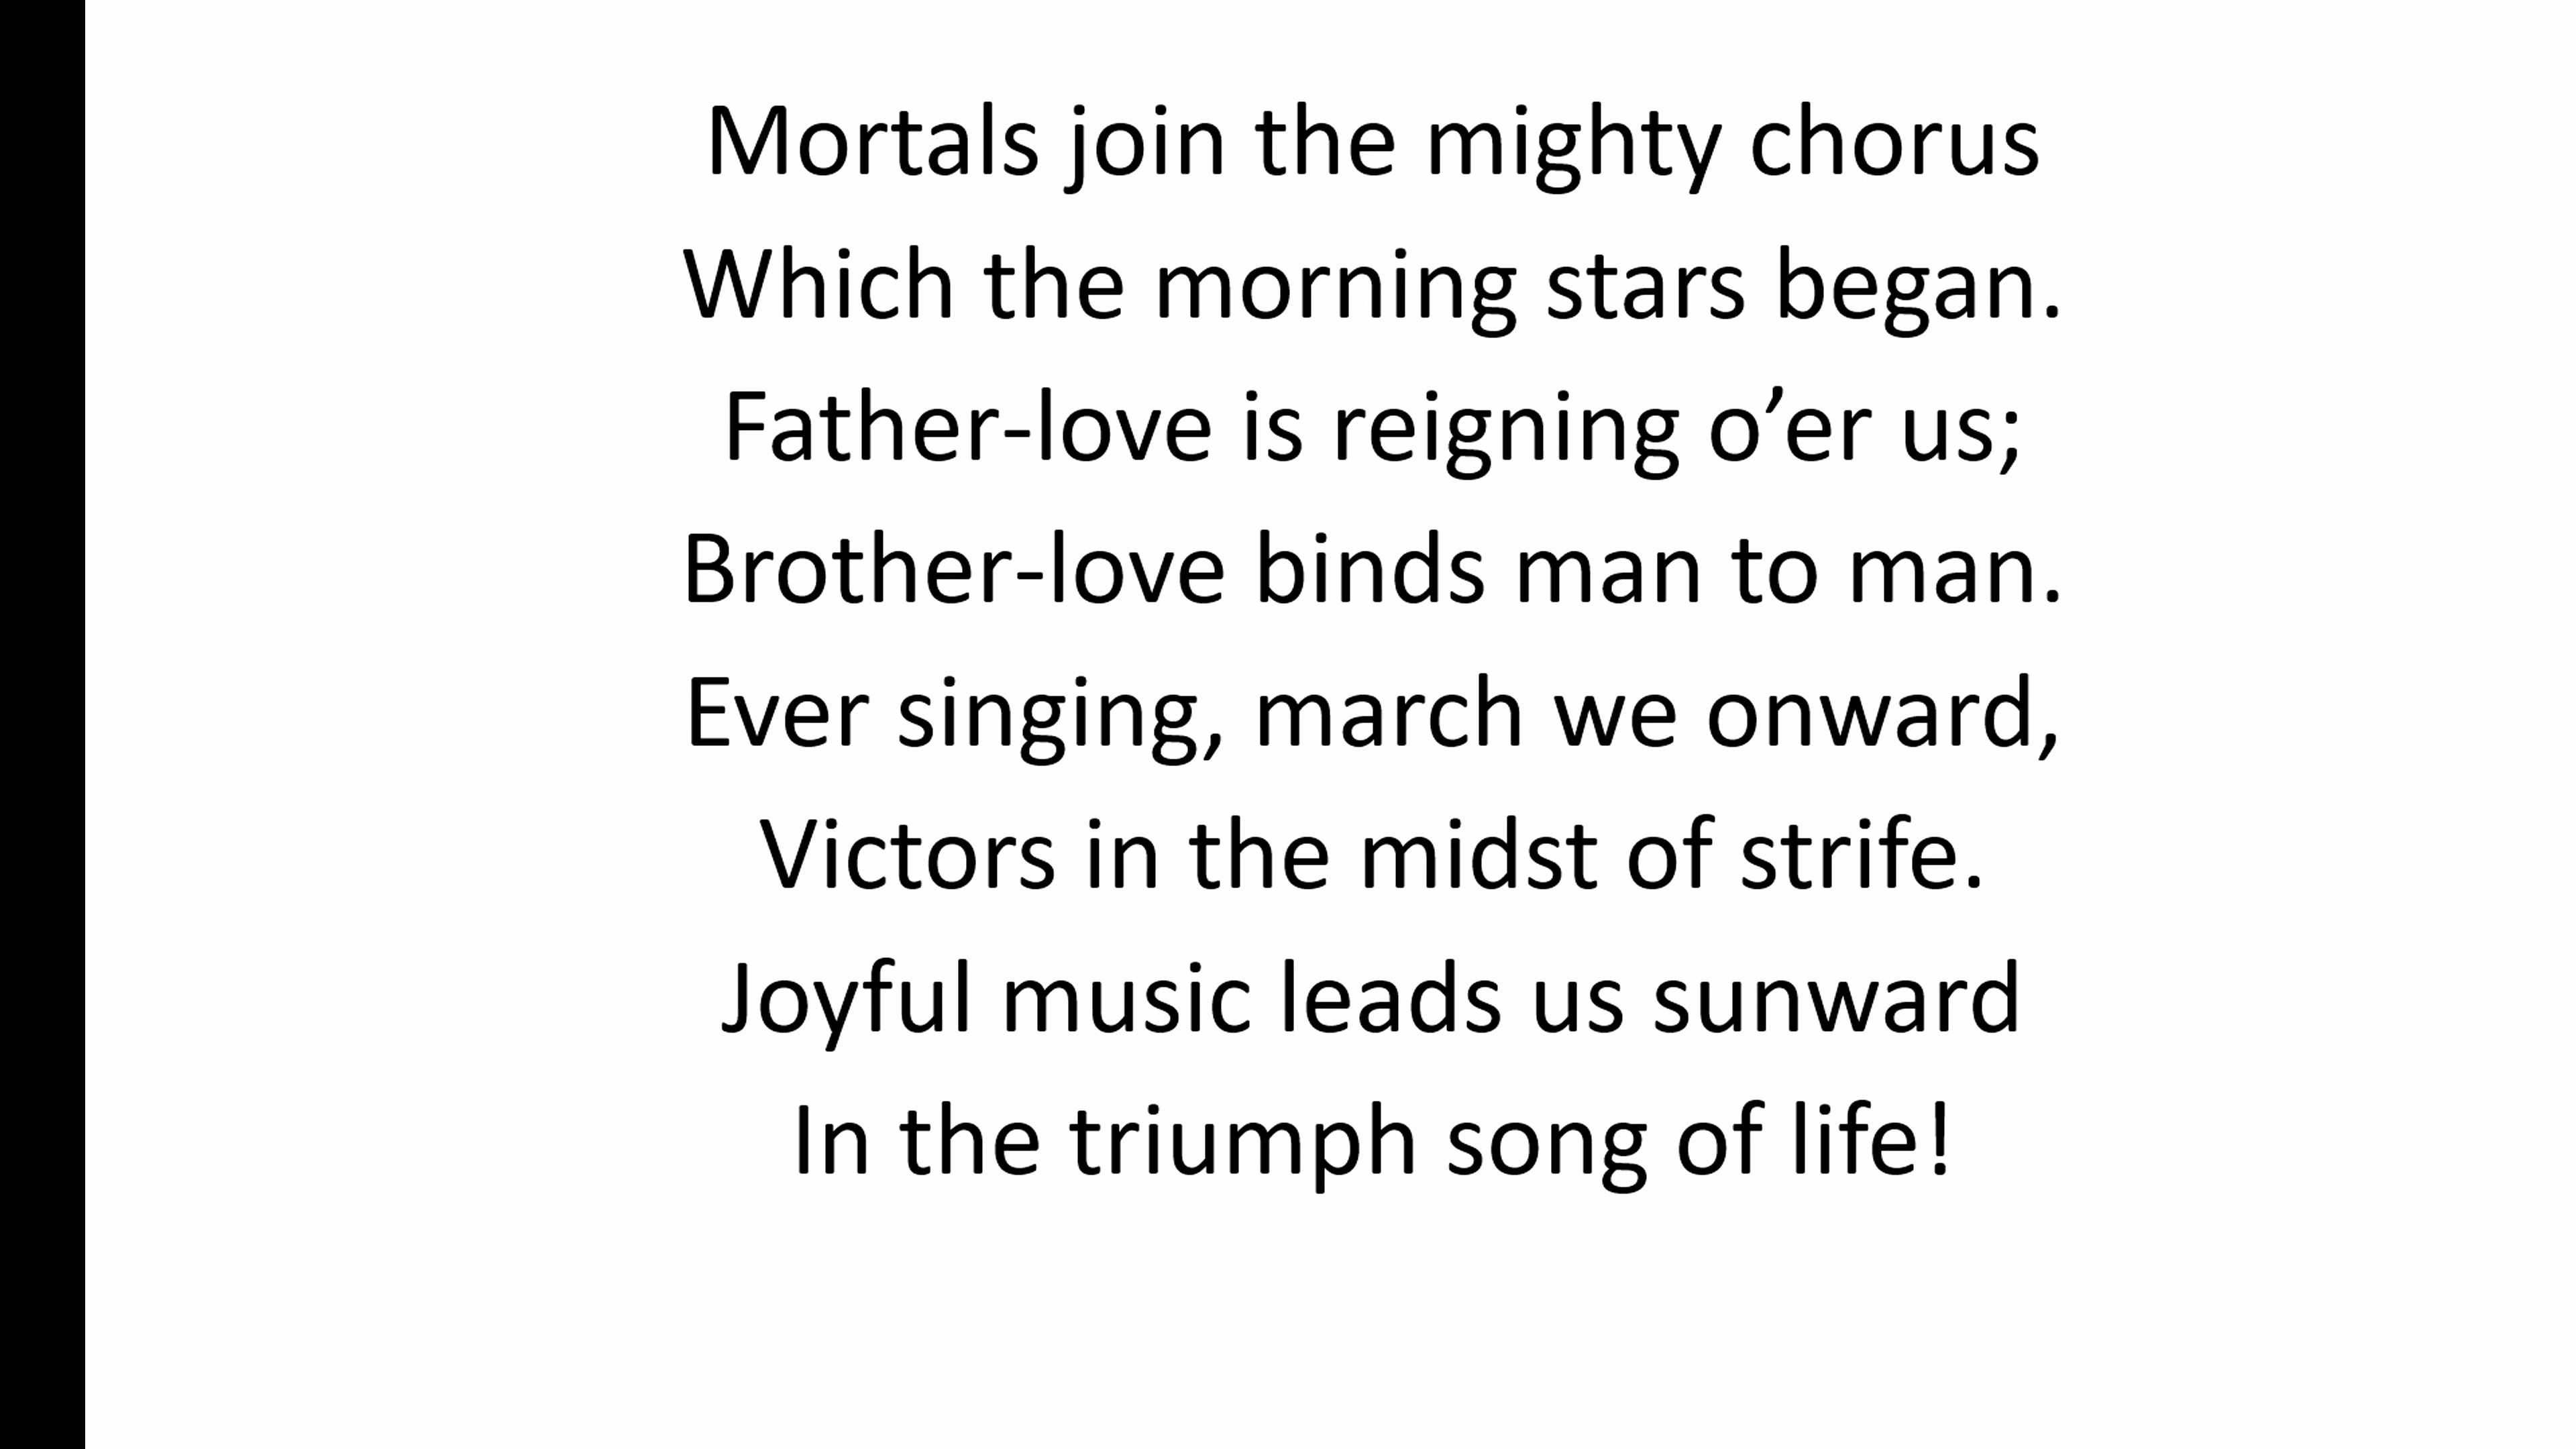 Mortals join the mighty chorus
Which the morning stars began.
Father-love is reigning o’er us;
Brother-love binds man to man.
Ever singing, march we onward,
Victors in the midst of strife.
Joyful music leads us sunward
In the triumph song of life!